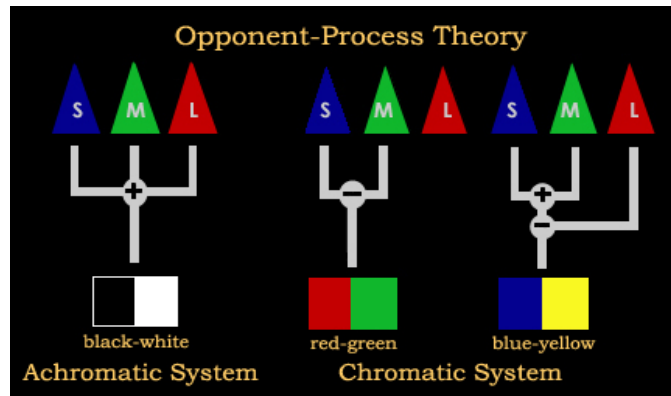 Opponent-Process Theory
S M L S M L S M L
+ − + −
black-white red-green blue-yellow
Achromatic System Chromatic System